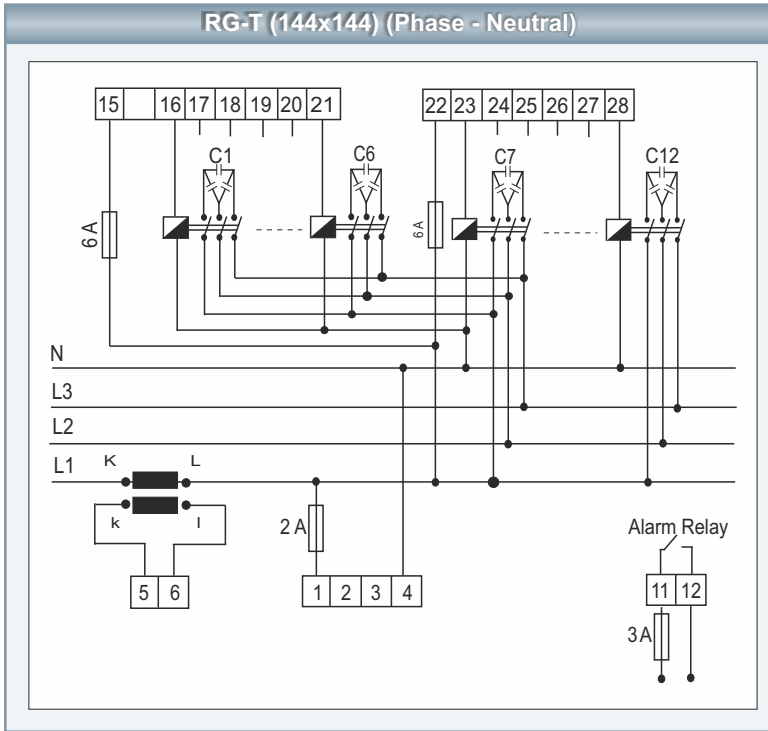 RG-T (144x144) (Phase - Neutral)
15 16 17 18 19 20 21
22 23 24 25 26 27 28
C1
C6
C7
C12
6 A
6 A
N
L3
L2
L1
K
L
k
l
2 A
Alarm Relay
5 6
1 2 3 4
11 12
3 A